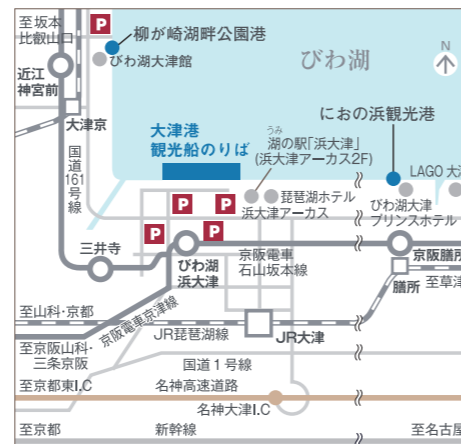 至坂本
比叡山口
P
柳が崎湖畔公園港
びわ湖大津館
びわ湖
N
近江
神宮前
大津京
国道
161
号線
大津港
観光船のりば
うみ
湖の駅「浜大津」
(浜大津アーカス2F)
におの浜観光港
LAGO 大
琵琶湖ホテル
浜大津アーカス
びわ湖大津
プリンスホテル
P
P
P
P
三井寺
びわ湖
浜大津
京阪電車
石山坂本線
京阪膳所
膳所
至草津
至山科・京都
京阪電車京津線
JR琵琶湖線
JR大津
至京阪山科・
三条京阪
国道1号線
至京都東I.C
名神高速道路
名神大津I.C
至京都
新幹線
至名古屋